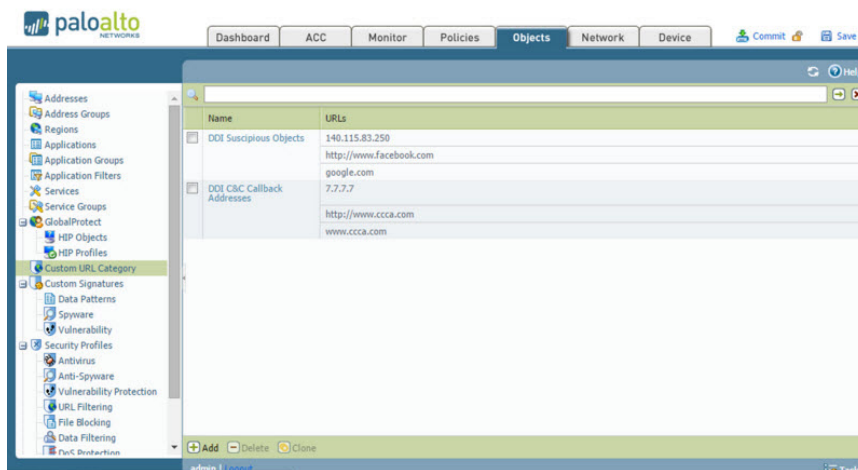 paloalto
NETWORKS
Dashboard ACC Monitor Policies Objects Network Device Commit Save
Hel
Addresses
Address Groups
Regions
Applications
Application Groups
Application Filters
Services
Service Groups
GlobalProtect
HIP Objects
HIP Profiles
Custom URL Category
Custom Signatures
Data Patterns
Spyware
Vulnerability
Security Profiles
Antivirus
Anti-Spyware
Vulnerability Protection
URL Filtering
File Blocking
Data Filtering
DoS Protection
Name URLs
DDI Suscipious Objects 140.115.83.250
http://www.facebook.com
google.com
DDI C&C Callback Addresses 7.7.7.7
http://www.ccca.com
www.ccca.com
Add Delete Clone
admin | Logout